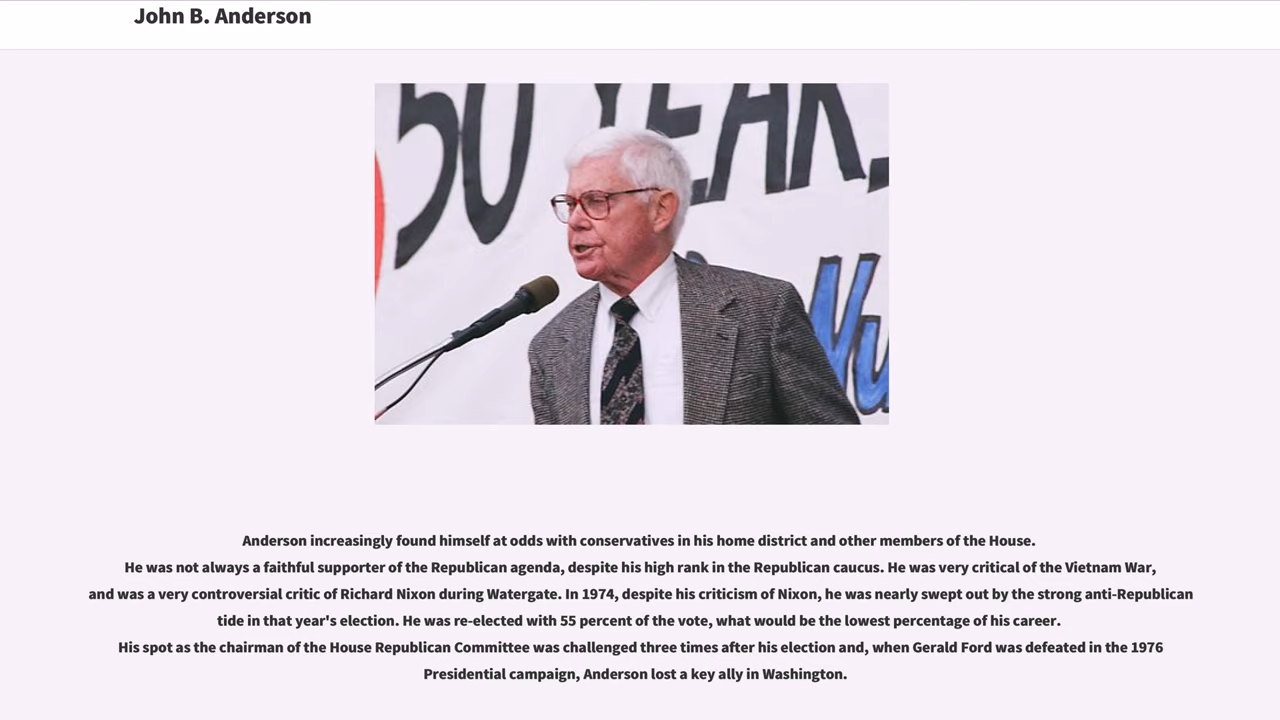 John B. Anderson
50 YEAR
Nu
Anderson increasingly found himself at odds with conservatives in his home district and other members of the House.
He was not always a faithful supporter of the Republican agenda, despite his high rank in the Republican caucus. He was very critical of the Vietnam War,
and was a very controversial critic of Richard Nixon during Watergate. In 1974, despite his criticism of Nixon, he was nearly swept out by the strong anti-Republican
tide in that year's election. He was re-elected with 55 percent of the vote, what would be the lowest percentage of his career.
His spot as the chairman of the House Republican Committee was challenged three times after his election and, when Gerald Ford was defeated in the 1976
Presidential campaign, Anderson lost a key ally in Washington.